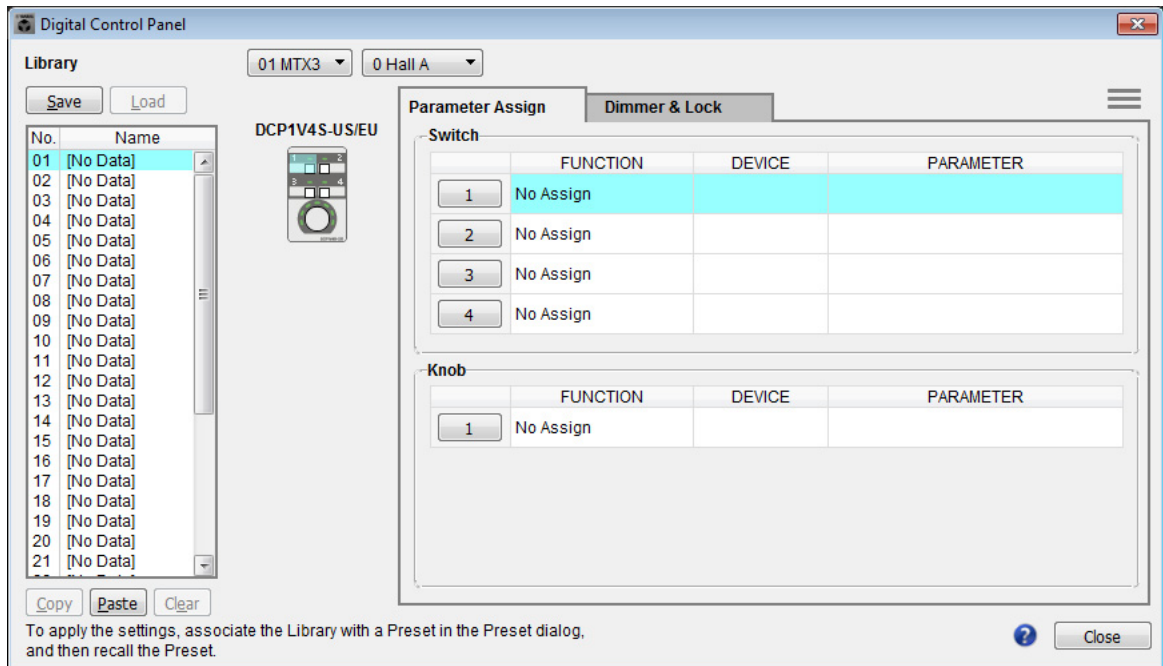 Digital Control Panel
Library
01 MTX3
0 Hall A
Save
Load
No. Name
01 [No Data]
02 [No Data]
03 [No Data]
04 [No Data]
05 [No Data]
06 [No Data]
07 [No Data]
08 [No Data]
09 [No Data]
10 [No Data]
11 [No Data]
12 [No Data]
13 [No Data]
14 [No Data]
15 [No Data]
16 [No Data]
17 [No Data]
18 [No Data]
19 [No Data]
20 [No Data]
21 [No Data]
Copy
Paste
Clear
DCP1V4S-US/EU
1 2
3 4
Parameter Assign
Dimmer & Lock
Switch
FUNCTION DEVICE PARAMETER
1 No Assign
2 No Assign
3 No Assign
4 No Assign
Knob
FUNCTION DEVICE PARAMETER
1 No Assign
To apply the settings, associate the Library with a Preset in the Preset dialog,
and then recall the Preset.
?
Close